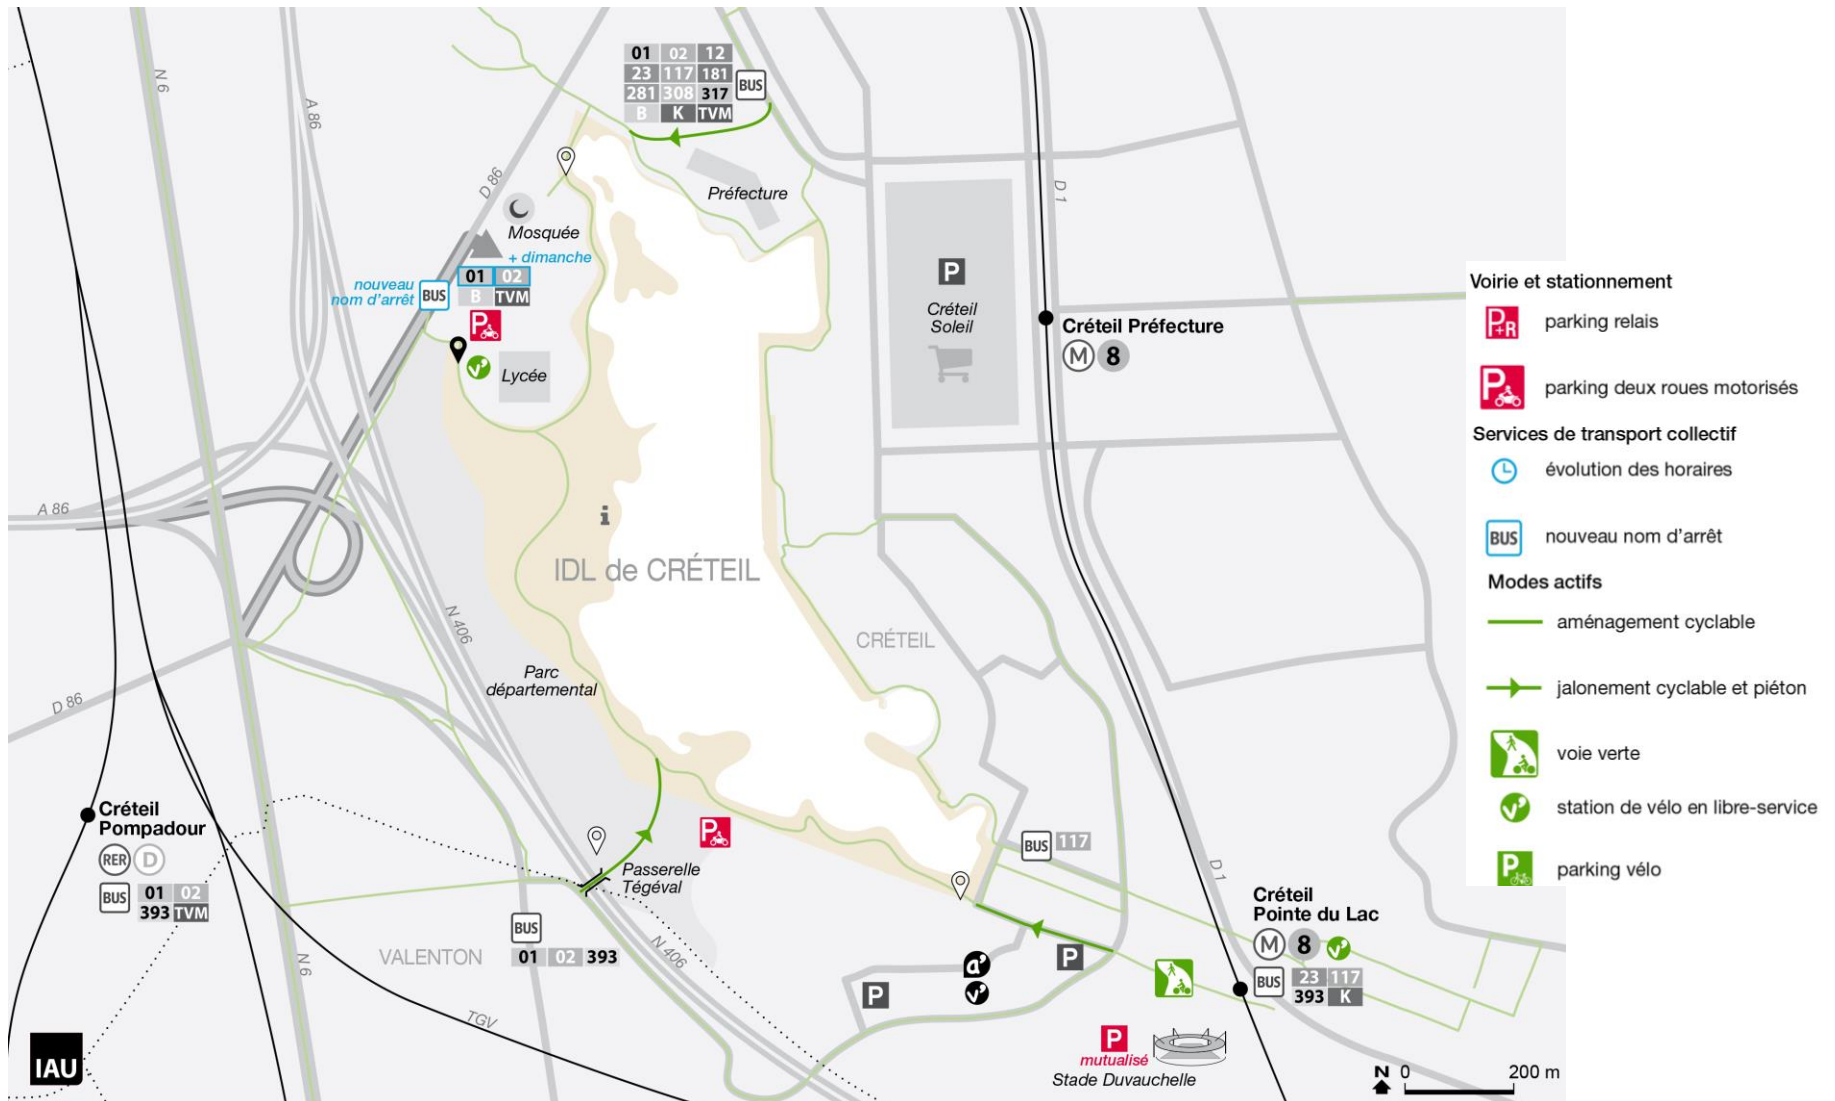 N 6
A 86
01 02 12
23 117 181
281 308 317
B K TVM
BUS
D 86
Préfecture
D 1
Mosquée
+ dimanche
nouveau
nom d'arrêt
BUS
01 02
B TVM
P
v'
Lycée
P
Créteil
Soleil
Créteil Préfecture
M 8
A 86
i
IDL de CRÉTEIL
N 406
CRÉTEIL
Parc
départemental
D 86
Créteil
Pompadour
RER D
BUS
01 02
393 TVM
P
Passerelle
Tégéval
BUS 117
D 1
Créteil
Pointe du Lac
M 8 v'
BUS
23 117
393 K
BUS
01 02 393
VALENTON
N 406
N 6
a'
v'
P
P
TGV
P
mutualisé
Stade Duvauchelle
IAU
N 0 200 m
Voirie et stationnement
P+R parking relais
P parking deux roues motorisés
Services de transport collectif
évolution des horaires
BUS nouveau nom d'arrêt
Modes actifs
aménagement cyclable
jalonement cyclable et piéton
voie verte
v' station de vélo en libre-service
P parking vélo